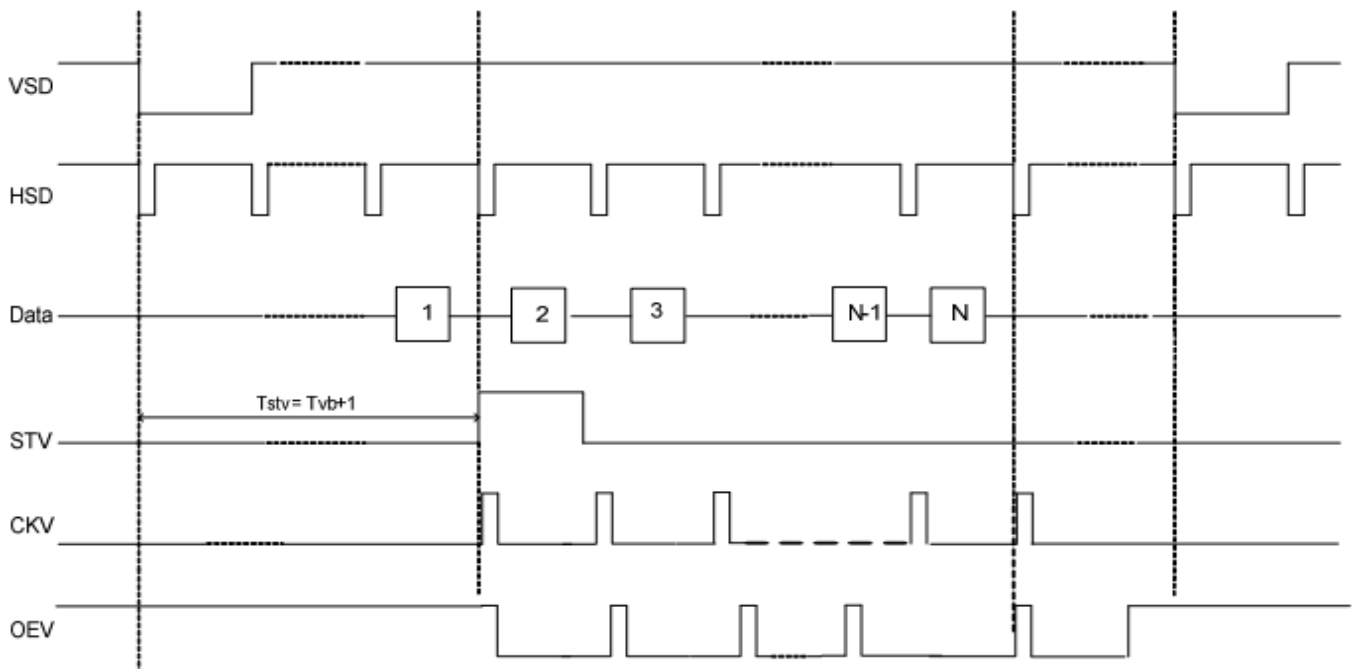 VSD
HSD
Data
1
2
3
N-1
N
Tstv= Tvb+1
STV
CKV
OEV